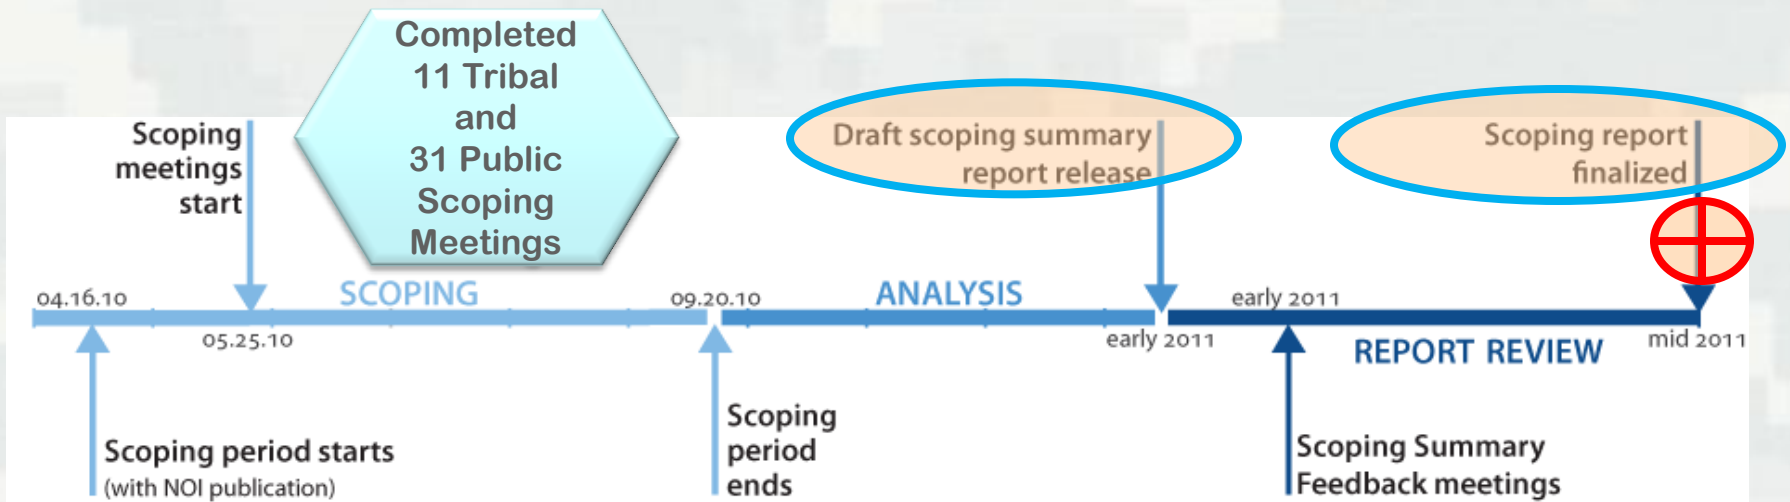 Completed
11 Tribal
and
31 Public
Scoping
Meetings
Scoping
meetings
start
Draft scoping summary
report release
Scoping report
finalized
04.16.10
SCOPING
09.20.10
ANALYSIS
early 2011
05.25.10
early 2011
REPORT REVIEW
mid 2011
Scoping period starts
(with NOI publication)
Scoping
period
ends
Scoping Summary
Feedback meetings